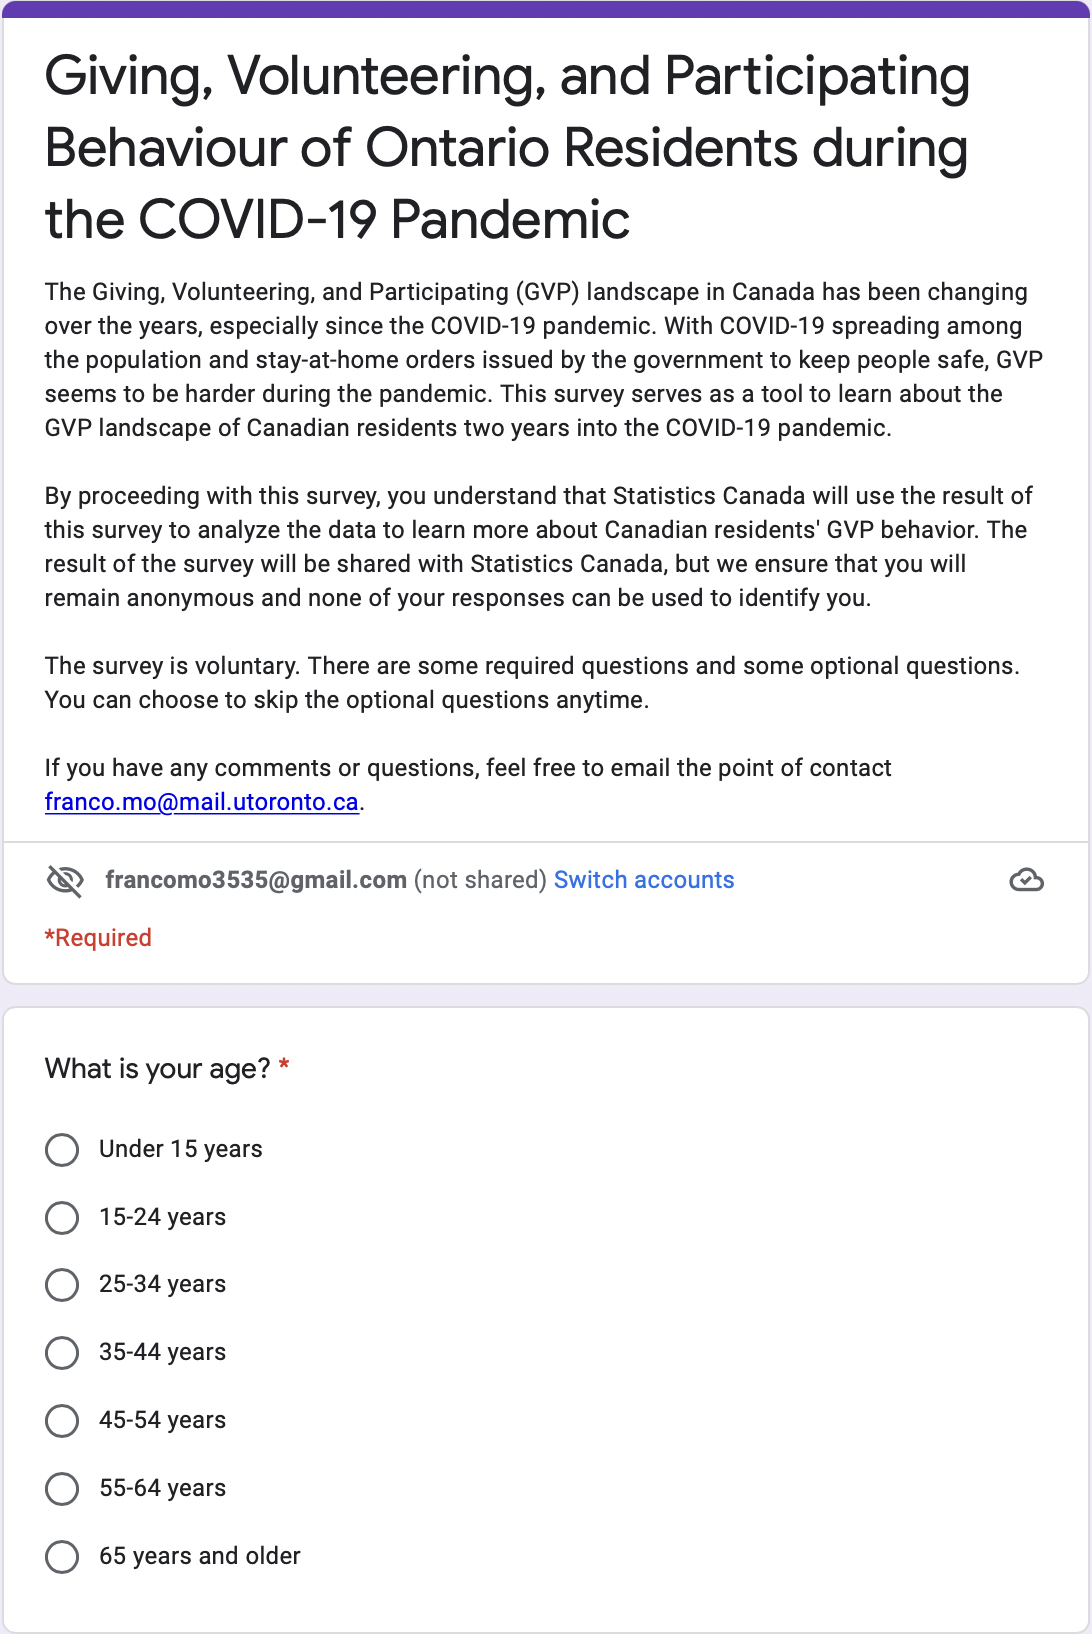 Giving, Volunteering, and Participating
Behaviour of Ontario Residents during
the COVID-19 Pandemic
The Giving, Volunteering, and Participating (GVP) landscape in Canada has been changing
over the years, especially since the COVID-19 pandemic. With COVID-19 spreading among
the population and stay-at-home orders issued by the government to keep people safe, GVP
seems to be harder during the pandemic. This survey serves as a tool to learn about the
GVP landscape of Canadian residents two years into the COVID-19 pandemic.
By proceeding with this survey, you understand that Statistics Canada will use the result of
this survey to analyze the data to learn more about Canadian residents' GVP behavior. The
result of the survey will be shared with Statistics Canada, but we ensure that you will
remain anonymous and none of your responses can be used to identify you.
The survey is voluntary. There are some required questions and some optional questions.
You can choose to skip the optional questions anytime.
If you have any comments or questions, feel free to email the point of contact
franco.mo@mail.utoronto.ca.
francomo3535@gmail.com (not shared) Switch accounts
*Required
What is your age? *
Under 15 years
15-24 years
25-34 years
35-44 years
45-54 years
55-64 years
65 years and older